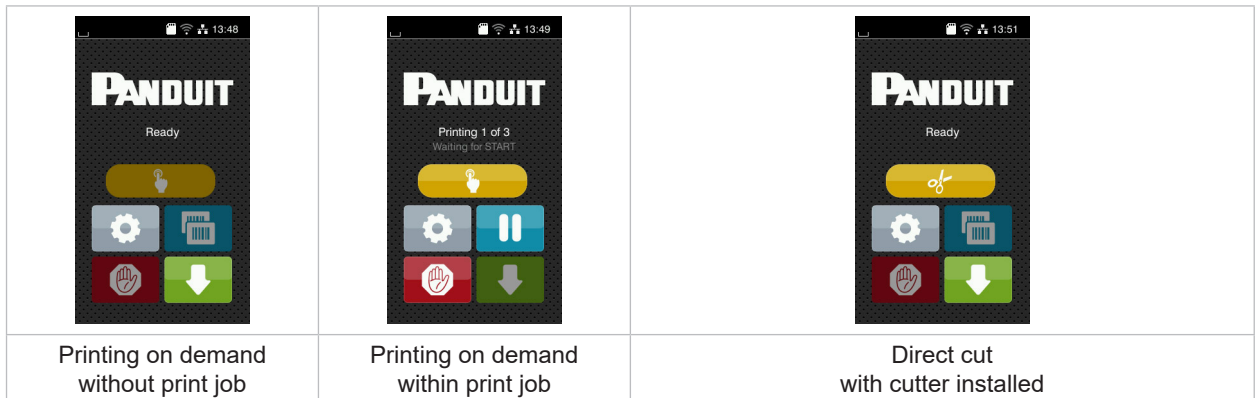 13:48
PANDUIT
Ready
Printing on demand
without print job
13:49
PANDUIT
Printing 1 of 3
Waiting for START
Printing on demand
within print job
13:51
PANDUIT
Ready
Direct cut
with cutter installed